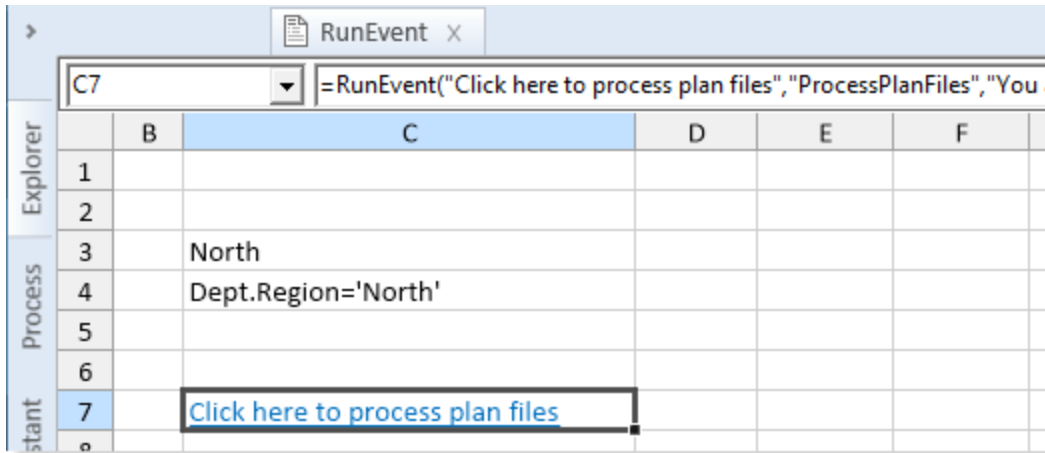 RunEvent
C7
=RunEvent("Click here to process plan files","ProcessPlanFiles","You
B C D E F
Explorer
1
2
3 North
Process
4 Dept.Region='North'
5
6
7 Click here to process plan files
stant